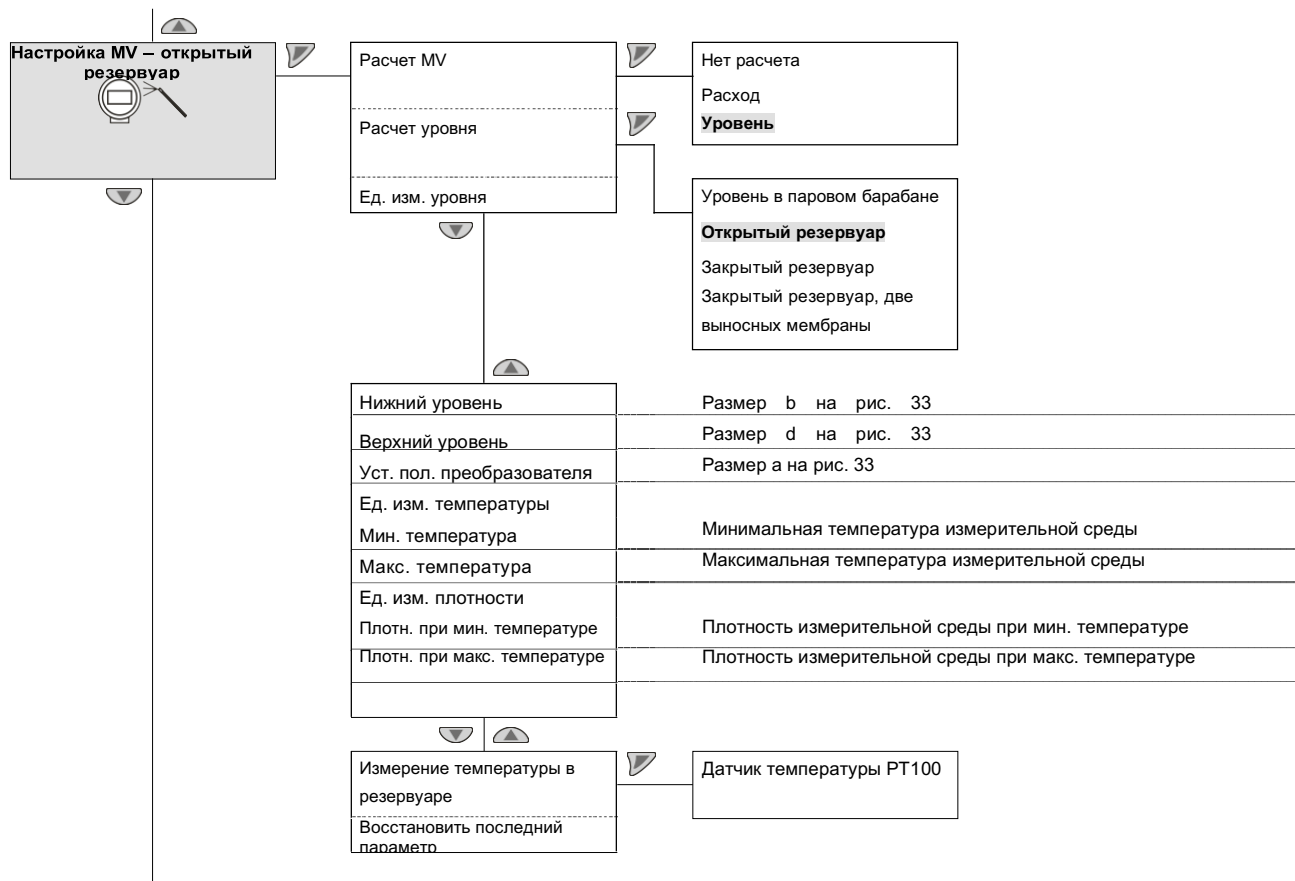 Настройка MV – открытый
резервуар
Расчет MV
Расчет уровня
Ед. изм. уровня
Нет расчета
Расход
Уровень
Уровень в паровом барабане
Открытый резервуар
Закрытый резервуар
Закрытый резервуар, две
выносных мембраны
Нижний уровень
Размер b на рис. 33
Верхний уровень
Размер d на рис. 33
Уст. пол. преобразователя
Размер a на рис. 33
Ед. изм. температуры
Мин. температура
Минимальная температура измерительной среды
Макс. температура
Максимальная температура измерительной среды
Ед. изм. плотности
Плотн. при мин. температуре
Плотность измерительной среды при мин. температуре
Плотн. при макс. температуре
Плотность измерительной среды при макс. температуре
Измерение температуры в
резервуаре
Восстановить последний
параметр
Датчик температуры PT100